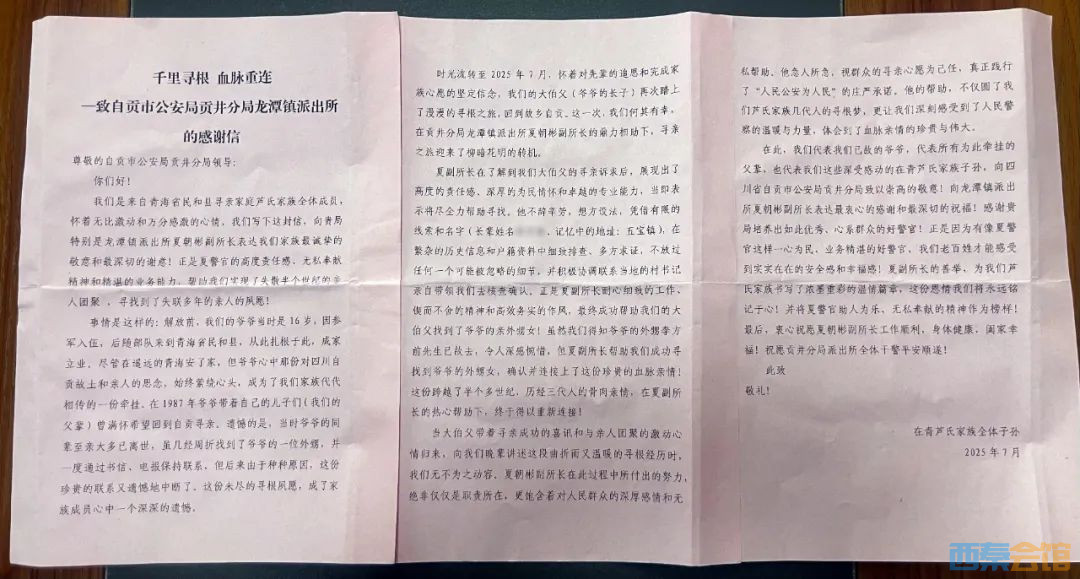 千里寻根 血脉重连
—致自贡市公安局贡井分局龙潭镇派出所
的感谢信
尊敬的自贡市公安局贡井分局领导:
你们好!
我们是来自青海省民和县寻亲家庭芦氏家族全体成员,
怀着无比激动和万分感激的心情,我们写下这封信,向贵局
特别是龙潭镇派出所夏朝彬副所长表达我们家族最诚挚的
敬意和最深切的谢意!正是夏警官的高度责任感、无私奉献
精神和精湛的业务能力,帮助我们实现了失散半个世纪的亲
人团聚,寻找到了失联多年的亲人的夙愿!
事情是这样的:解放前,我们的爷爷当时是 16 岁,因参
军入伍,后随部队来到青海省民和县,从此扎根于此,成家
立业。尽管在遥远的青海安了家,但爷爷心中那份对四川自
贡故土和亲人的思念,始终萦绕心头,成为了我们家族代代
相传的一份牵挂。在 1987 年爷爷带着自己的儿子们(我们的
父辈)曾满怀希望回到自贡寻亲。遗憾的是,当时爷爷的同
辈至亲大多已离世,虽几经周折找到了爷爷的一位外甥,并
一度通过书信、电报保持联系,但后来由于种种原因,这份
珍贵的联系又遗憾地中断了。这份未尽的寻根夙愿,成了家
族成员心中一个深深的遗憾。
时光流转至 2025 年 7 月,怀着对先辈的追思和完成家
族心愿的坚定信念,我们的大伯父(爷爷的长子)再次踏上
了漫漫的寻根之旅,回到故乡自贡。这一次,我们何其有幸,
在贡井分局龙潭镇派出所夏朝彬副所长的鼎力相助下,寻亲
之旅迎来了柳暗花明的转机。
夏副所长在了解到我们大伯父的寻亲诉求后,展现出了
高度的责任感、深厚的为民情怀和卓越的专业能力,当即表
示将尽全力帮助寻找。他不辞辛劳,想方设法,凭借有限的
线索和名字(长辈姓名 记忆中的地址:五宝镇),在
繁杂的历史信息和户籍资料中细致排查、多方求证,不放过
任何一个可能被忽略的细节,并积极协调联系当地的村书记
亲自带领我们去核查确认。正是夏副所长耐心细致的工作、
锲而不舍的精神和高效务实的作风,最终成功帮助我们的大
伯父找到了爷爷的亲外甥女!虽然我们得知爷爷的外甥李方
前先生已故去,令人深感惋惜,但夏副所长帮助我们成功寻
找到爷爷的外甥女,确认并连接上了这份珍贵的血脉亲情!
这份跨越了半个多世纪、历经三代人的骨肉亲情,在夏副所
长的热心帮助下,终于得以重新连接!
当大伯父带着寻亲成功的喜讯和与亲人团聚的激动心
情归来,向我们晚辈讲述这段曲折而又温暖的寻根经历时,
我们无不为之动容。夏朝彬副所长在此过程中所付出的努力,
绝非仅仅是职责所在,更饱含着对人民群众的深厚感情和无
私帮助。他急人所急,视群众的寻亲心愿为己任,真正践行
了“人民公安为人民”的庄严承诺。他的帮助,不仅圆了我
们芦氏家族几代人的寻根梦,更让我们深刻感受到了人民警
察的温暖与力量,体会到了血脉亲情的珍贵与伟大。
在此,我们代表我们已故的爷爷,代表所有为此牵挂的
父辈,也代表我们这些深受感动的在青芦氏家族子孙,向四
川省自贡市公安局贡井分局致以崇高的敬意!向龙潭镇派出
所夏朝彬副所长表达最衷心的感谢和最深切的祝福!感谢贵
局培养出如此优秀、心系群众的好警官!正是因为有像夏警
官这样一心为民、业务精湛的好警官,我们老百姓才能感受
到实实在在的安全感和幸福感!夏副所长的善举,为我们芦
氏家族书写了浓墨重彩的温情篇章,这份恩情我们将永远铭
记于心!并将夏警官助人为乐、无私奉献的精神作为榜样!
最后,衷心祝愿夏朝彬副所长工作顺利,身体健康,阖家幸
福!祝愿贡井分局派出所全体干警平安顺遂!
此致
敬礼!
在青芦氏家族全体子孙
2025 年 7 月
西秦会馆